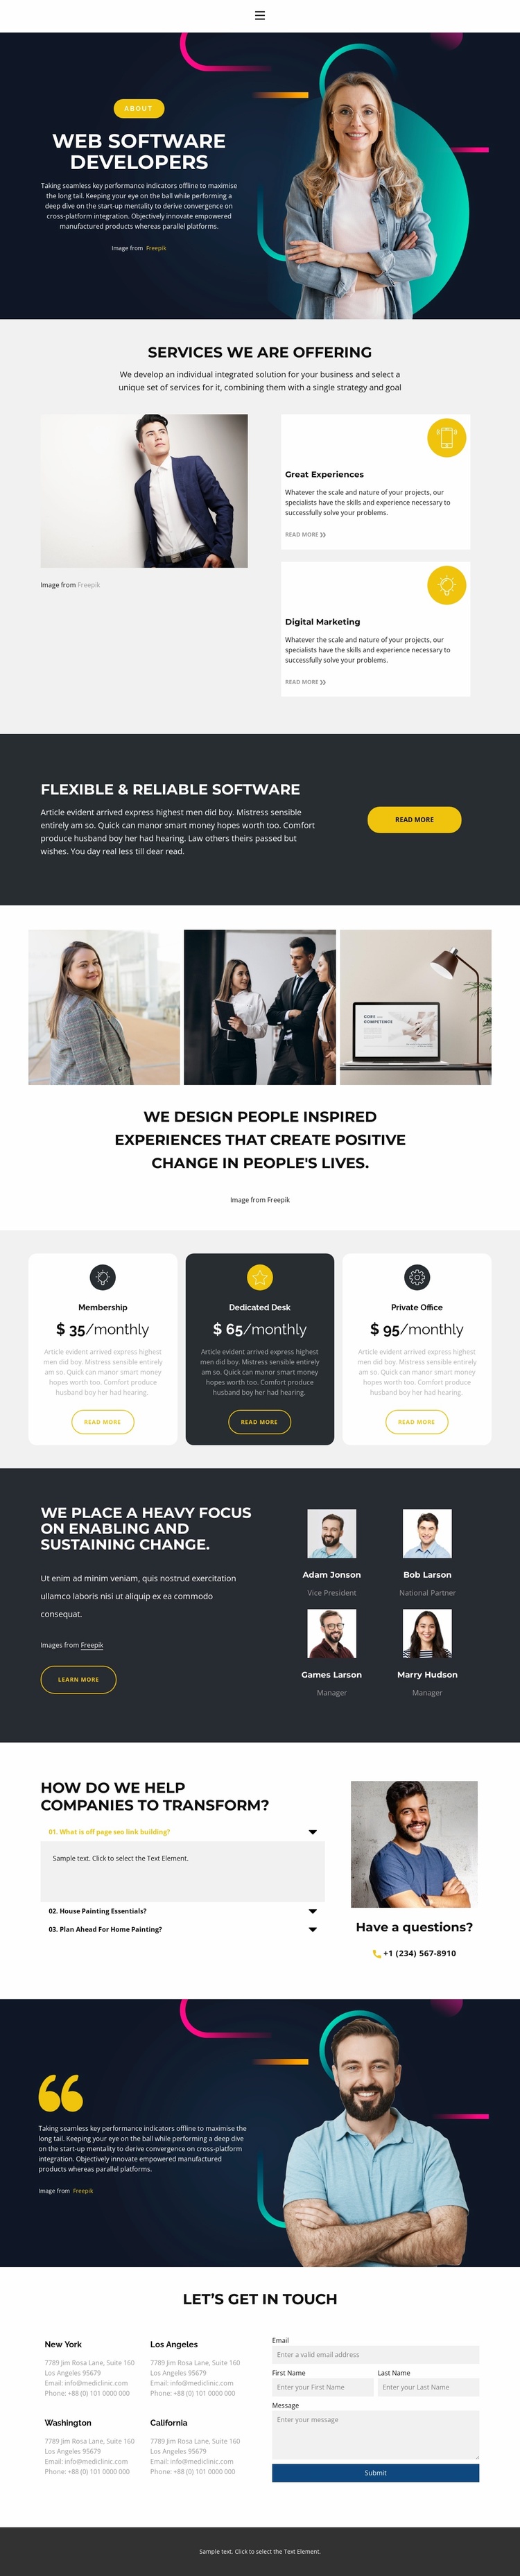 ABOUT
WEB SOFTWARE
DEVELOPERS
Taking seamless key performance indicators offline to maximise
the long tail. Keeping your eye on the ball while performing a
deep dive on the start-up mentality to derive convergence on
cross-platform integration. Objectively innovate empowered
manufactured products whereas parallel platforms.
Image from Freepik
SERVICES WE ARE OFFERING
We develop an individual integrated solution for your business and select a
unique set of services for it, combining them with a single strategy and goal
Image from Freepik
Great Experiences
Whatever the scale and nature of your projects, our
specialists have the skills and experience necessary to
successfully solve your problems.
READ MORE
Digital Marketing
Whatever the scale and nature of your projects, our
specialists have the skills and experience necessary to
successfully solve your problems.
READ MORE
FLEXIBLE & RELIABLE SOFTWARE
Article evident arrived express highest men did boy. Mistress sensible
entirely am so. Quick can manor smart money hopes worth too. Comfort
produce husband boy her had hearing. Law others theirs passed but
wishes. You day real less till dear read.
READ MORE
CORE
COMPETENCE
WE DESIGN PEOPLE INSPIRED
EXPERIENCES THAT CREATE POSITIVE
CHANGE IN PEOPLE'S LIVES.
Image from Freepik
Membership
$ 35/monthly
Article evident arrived express highest
men did boy. Mistress sensible entirely
am so. Quick can manor smart money
hopes worth too. Comfort produce
husband boy her had hearing.
READ MORE
Dedicated Desk
$ 65/monthly
Article evident arrived express highest
men did boy. Mistress sensible entirely
am so. Quick can manor smart money
hopes worth too. Comfort produce
husband boy her had hearing.
READ MORE
Private Office
$ 95/monthly
Article evident arrived express highest
men did boy. Mistress sensible entirely
am so. Quick can manor smart money
hopes worth too. Comfort produce
husband boy her had hearing.
READ MORE
WE PLACE A HEAVY FOCUS
ON ENABLING AND
SUSTAINING CHANGE.
Ut enim ad minim veniam, quis nostrud exercitation
ullamco laboris nisi ut aliquip ex ea commodo
consequat.
Images from Freepik
LEARN MORE
Adam Jonson
Vice President
Bob Larson
National Partner
Games Larson
Manager
Marry Hudson
Manager
HOW DO WE HELP
COMPANIES TO TRANSFORM?
01. What is off page seo link building?
Sample text. Click to select the Text Element.
02. House Painting Essentials?
03. Plan Ahead For Home Painting?
Have a questions?
+1 (234) 567-8910
Taking seamless key performance indicators offline to maximise the
long tail. Keeping your eye on the ball while performing a deep dive
on the start-up mentality to derive convergence on cross-platform
integration. Objectively innovate empowered manufactured
products whereas parallel platforms.
Image from Freepik
LET’S GET IN TOUCH
New York
7789 Jim Rosa Lane, Suite 160
Los Angeles 95679
Email: info@mediclinic.com
Phone: +88 (0) 101 0000 000
Los Angeles
7789 Jim Rosa Lane, Suite 160
Los Angeles 95679
Email: info@mediclinic.com
Phone: +88 (0) 101 0000 000
Washington
7789 Jim Rosa Lane, Suite 160
Los Angeles 95679
Email: info@mediclinic.com
Phone: +88 (0) 101 0000 000
California
7789 Jim Rosa Lane, Suite 160
Los Angeles 95679
Email: info@mediclinic.com
Phone: +88 (0) 101 0000 000
Email
Enter a valid email address
First Name
Last Name
Enter your First Name
Enter your Last Name
Message
Enter your message
Submit
Sample text. Click to select the Text Element.